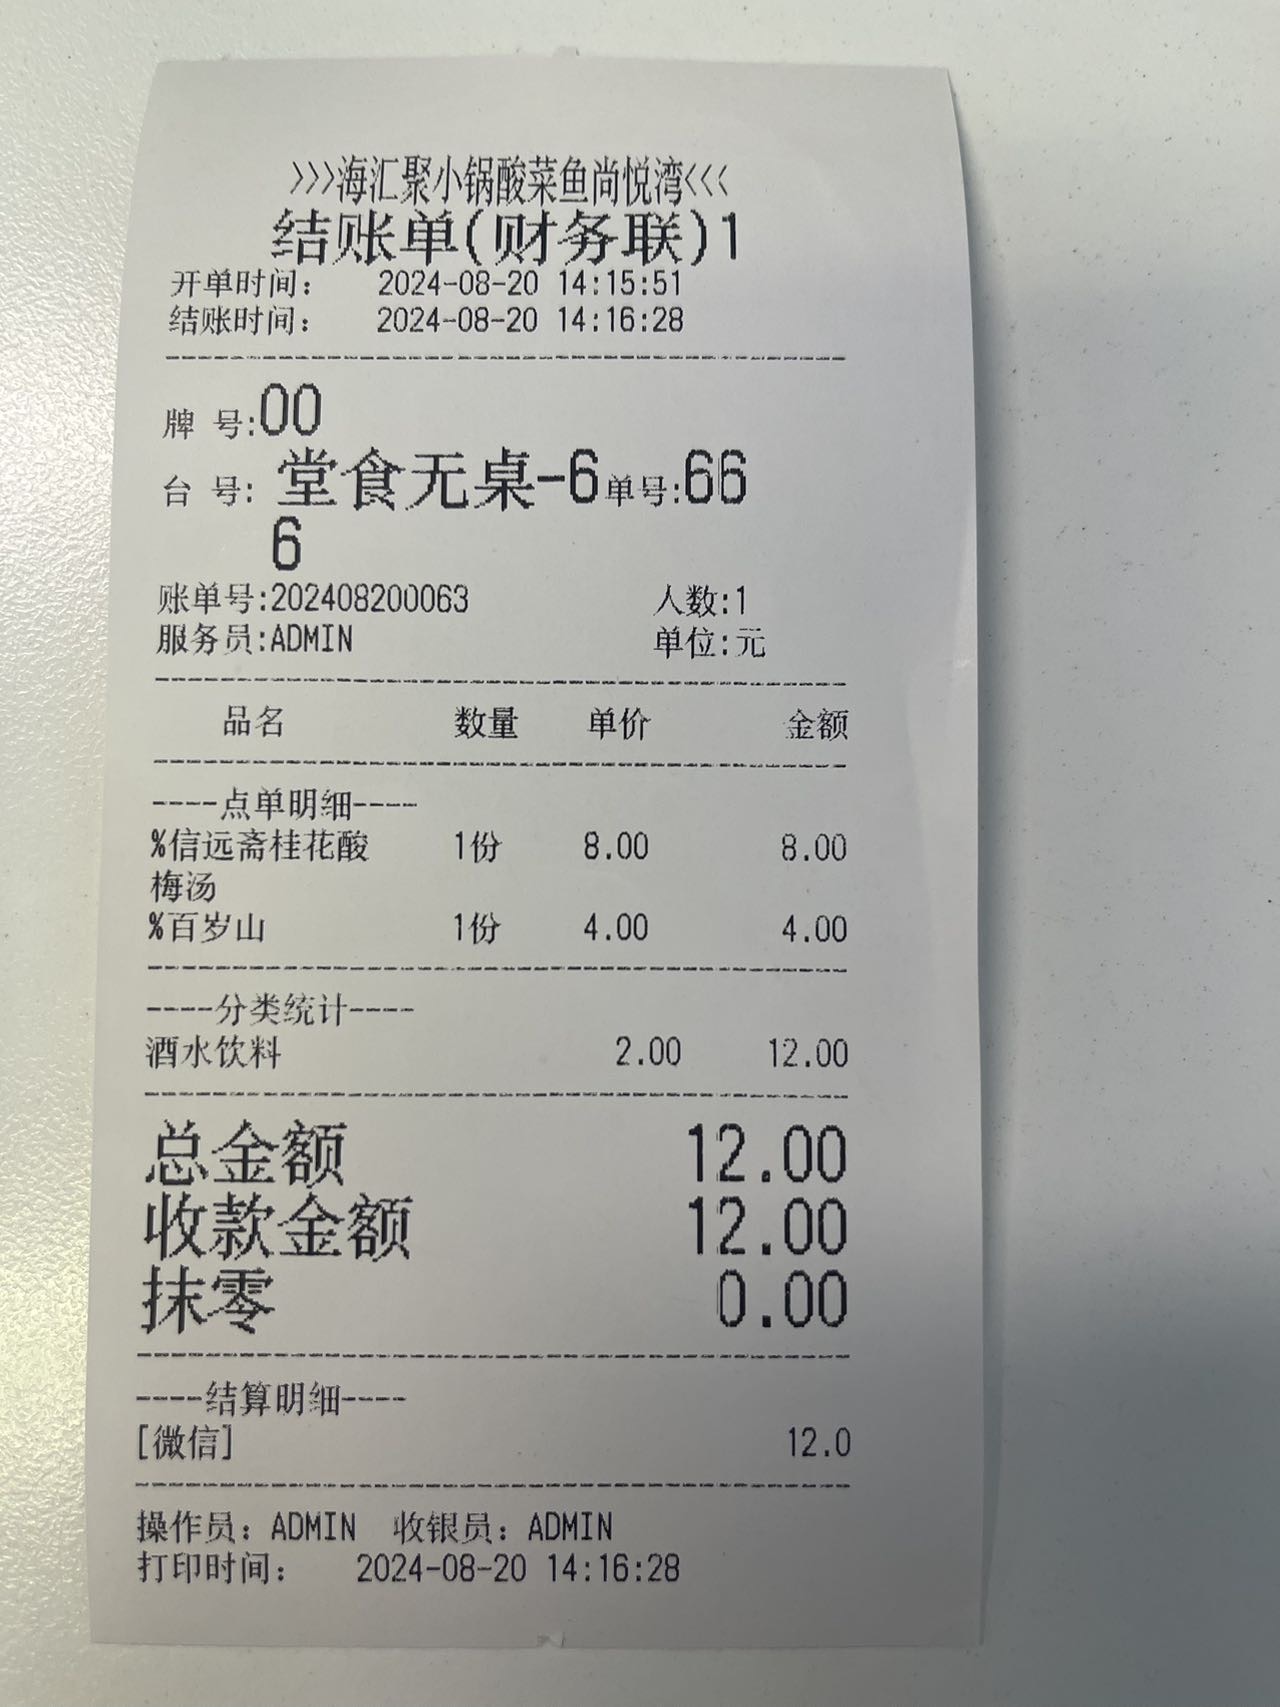 >>>海汇聚小锅酸菜鱼尚悦湾<<<
结账单(财务联)1
开单时间： 2024-08-20 14:15:51
结账时间： 2024-08-20 14:16:28
牌 号:00
台 号: 堂食无桌-6 单号:66
6
账单号:202408200063 人数:1
服务员:ADMIN 单位:元
品名 数量 单价 金额
----点单明细----
%信远斋桂花酸 1份 8.00 8.00
梅汤
%百岁山 1份 4.00 4.00
----分类统计----
酒水饮料 2.00 12.00
总金额 12.00
收款金额 12.00
抹零 0.00
----结算明细----
[微信] 12.0
操作员：ADMIN 收银员：ADMIN
打印时间： 2024-08-20 14:16:28